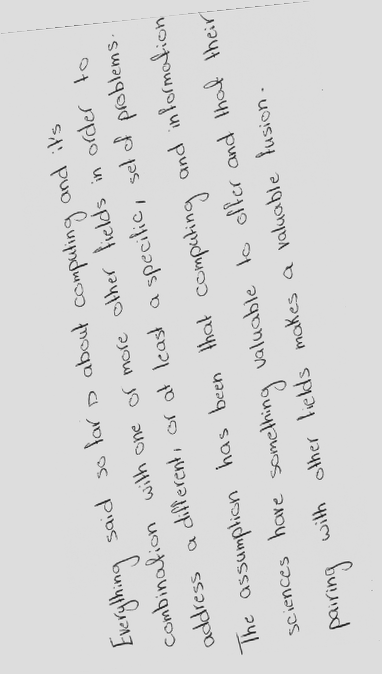 Everything said so far is about computing and it's
combination with one or more other fields in order to
address a different, or at least a specific, set of problems.
The assumption has been that computing and information
sciences have something valuable to offer and that their
pairing with other fields makes a valuable fusion.